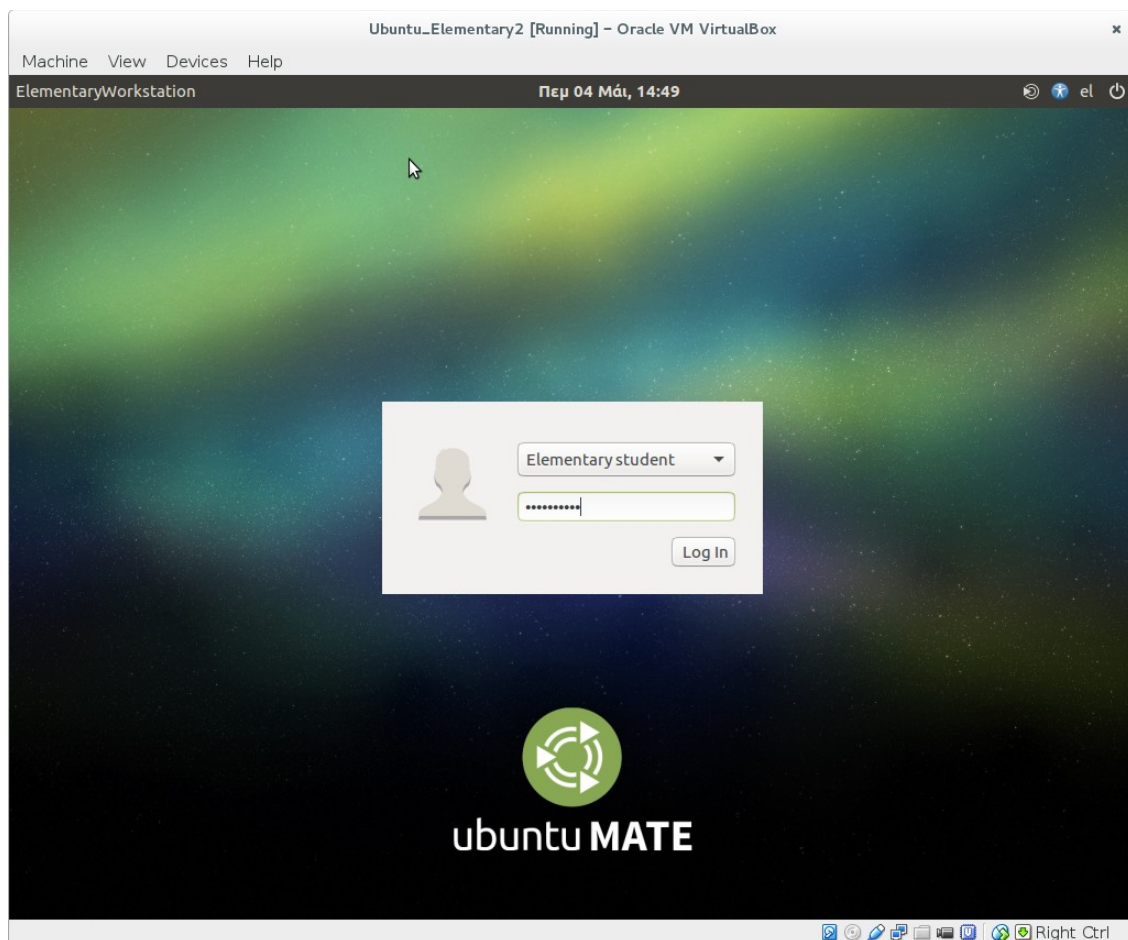 Ubuntu_Elementary2 [Running] – Oracle VM VirtualBox
Machine View Devices Help
ElementaryWorkstation Πεμ 04 Μάι, 14:49 el
Elementary student
Log In
ubuntu MATE
Right Ctrl